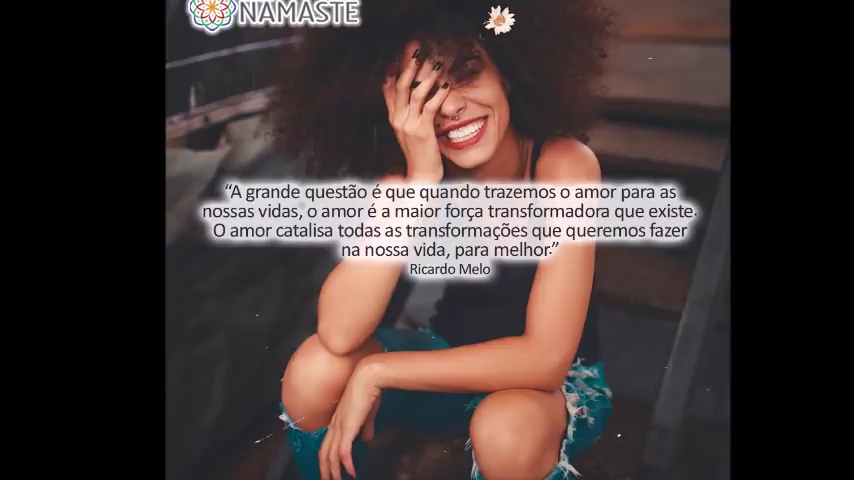 NAMASTE
“A grande questão é que quando trazemos o amor para as
nossas vidas, o amor é a maior força transformadora que existe.
O amor catalisa todas as transformações que queremos fazer
na nossa vida, para melhor.”
Ricardo Melo